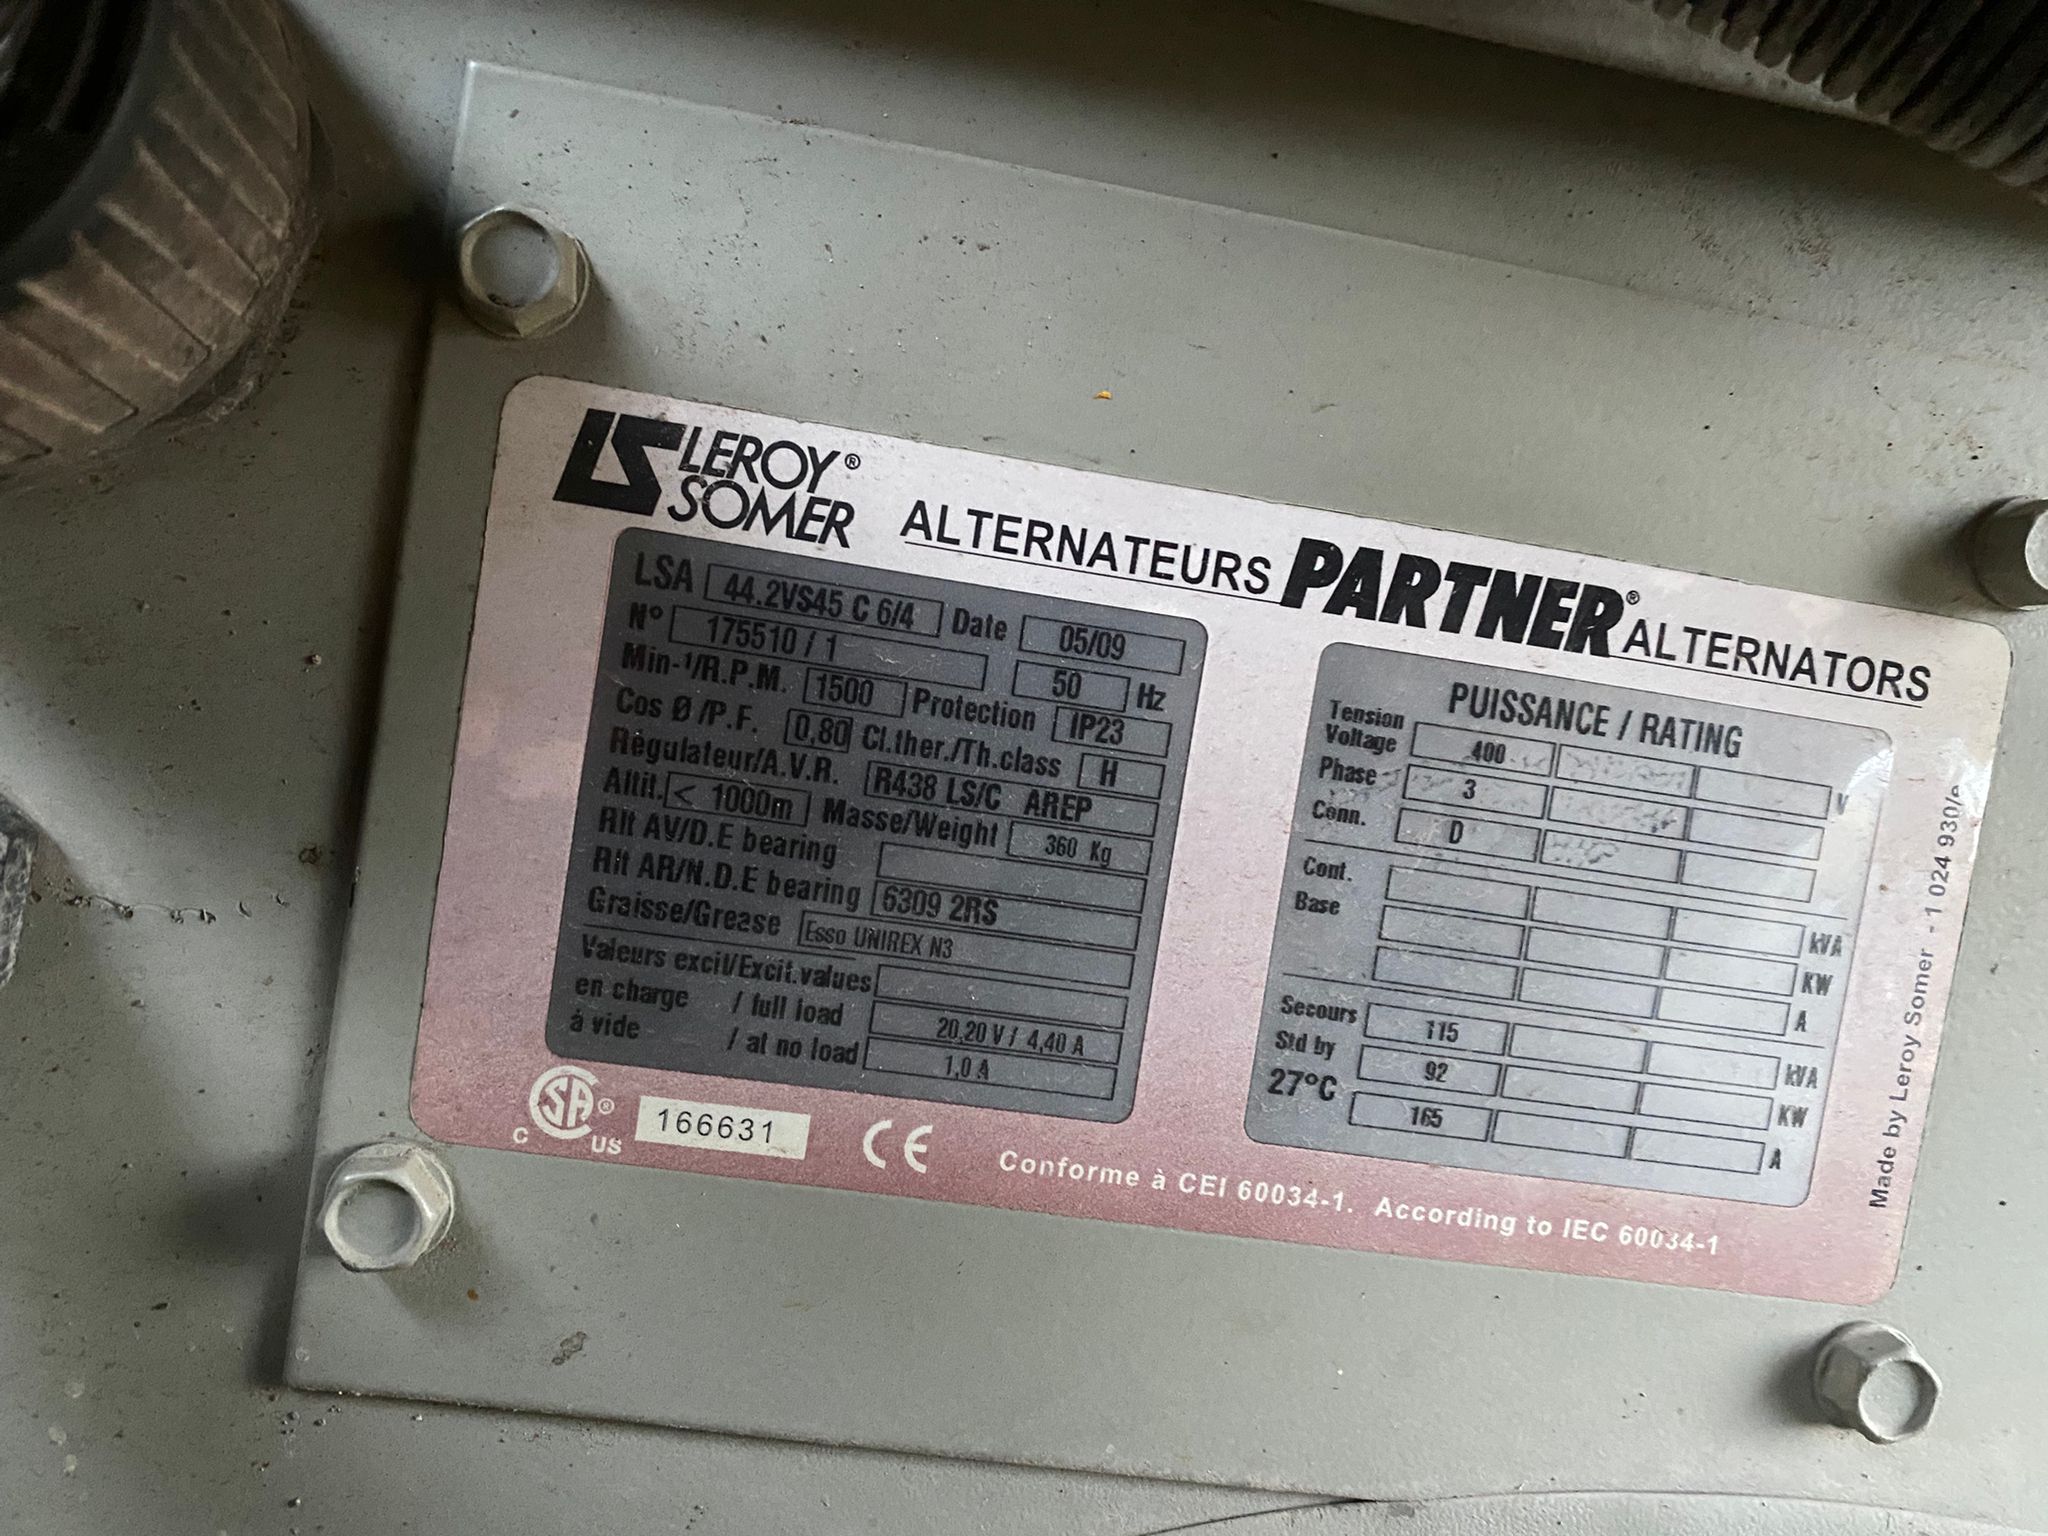 LEROY®
SOMER
ALTERNATEURS PARTNER® ALTERNATORS
LSA 44.2VS45 C 6/4 Date 05/09
N° 175510 / 1 50 Hz
Min-¹/R.P.M. 1500 Protection IP23
Cos Ø /P.F. 0,80 Cl.ther./Th.class H
Régulateur/A.V.R. R438 LS/C AREP
Altit. < 1000m Masse/Weight 360 Kg
Rlt AV/D.E bearing
Rlt AR/N.D.E bearing 6309 2RS
Graisse/Grease Esso UNIREX N3
Valeurs excit/Excit.values
en charge / full load 20,20 V / 4,40 A
à vide / at no load 1,0 A
PUISSANCE / RATING
Tension
Voltage 400 V
Phase 3
Conn. D
Cont. kVA
Base KW
A
Secours 115 kVA
Std by 92 KW
27°C 165 A
C SA® US 166631 CE
Conforme à CEI 60034-1. According to IEC 60034-1
Made by Leroy Somer - 1 024 930/e